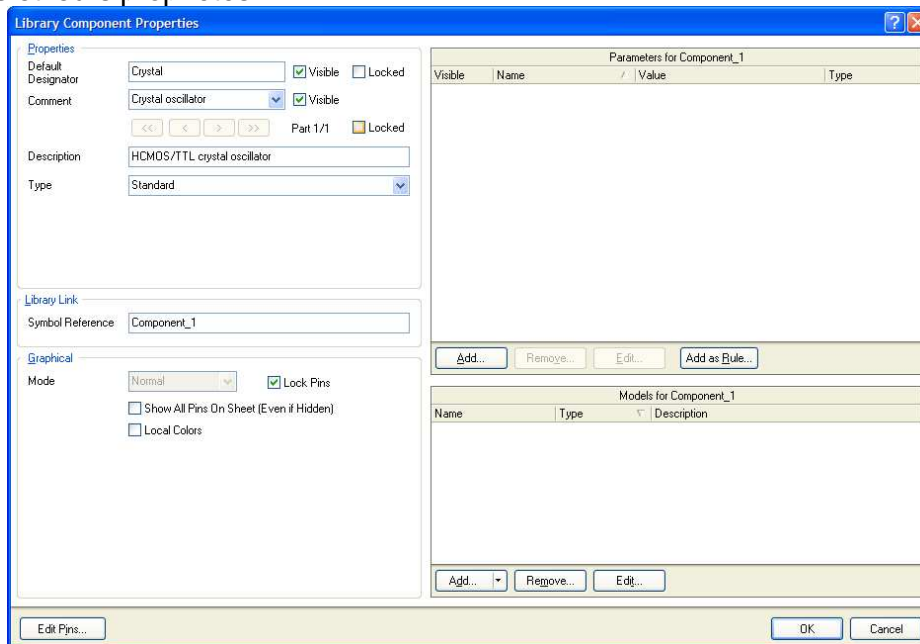 Library Component Properties
Properties
Default Designator
Crystal
Visible
Locked
Comment
Crystal oscillator
Visible
<< < > >> Part 1/1
Locked
Description
HCMOS/TTL crystal oscillator
Type
Standard
Library Link
Symbol Reference
Component_1
Graphical
Mode
Normal
Lock Pins
Show All Pins On Sheet (Even if Hidden)
Local Colors
Parameters for Component_1
Visible Name Value Type
Add... Remove... Edit... Add as Rule...
Models for Component_1
Name Type Description
Add... Remove... Edit...
Edit Pins... OK Cancel